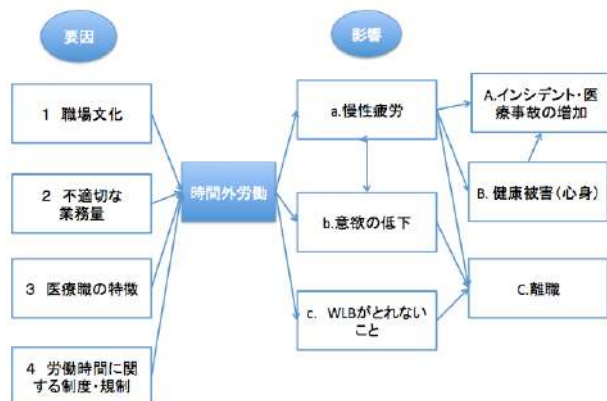 要因
影響
1 職場文化
2 不適切な
業務量
3 医療職の特徴
4 労働時間に関
する制度・規制
時間外労働
a.慢性疲労
b.意欲の低下
c. WLBがとれない
こと
A.インシデント・医
療事故の増加
B. 健康被害(心身)
C.離職